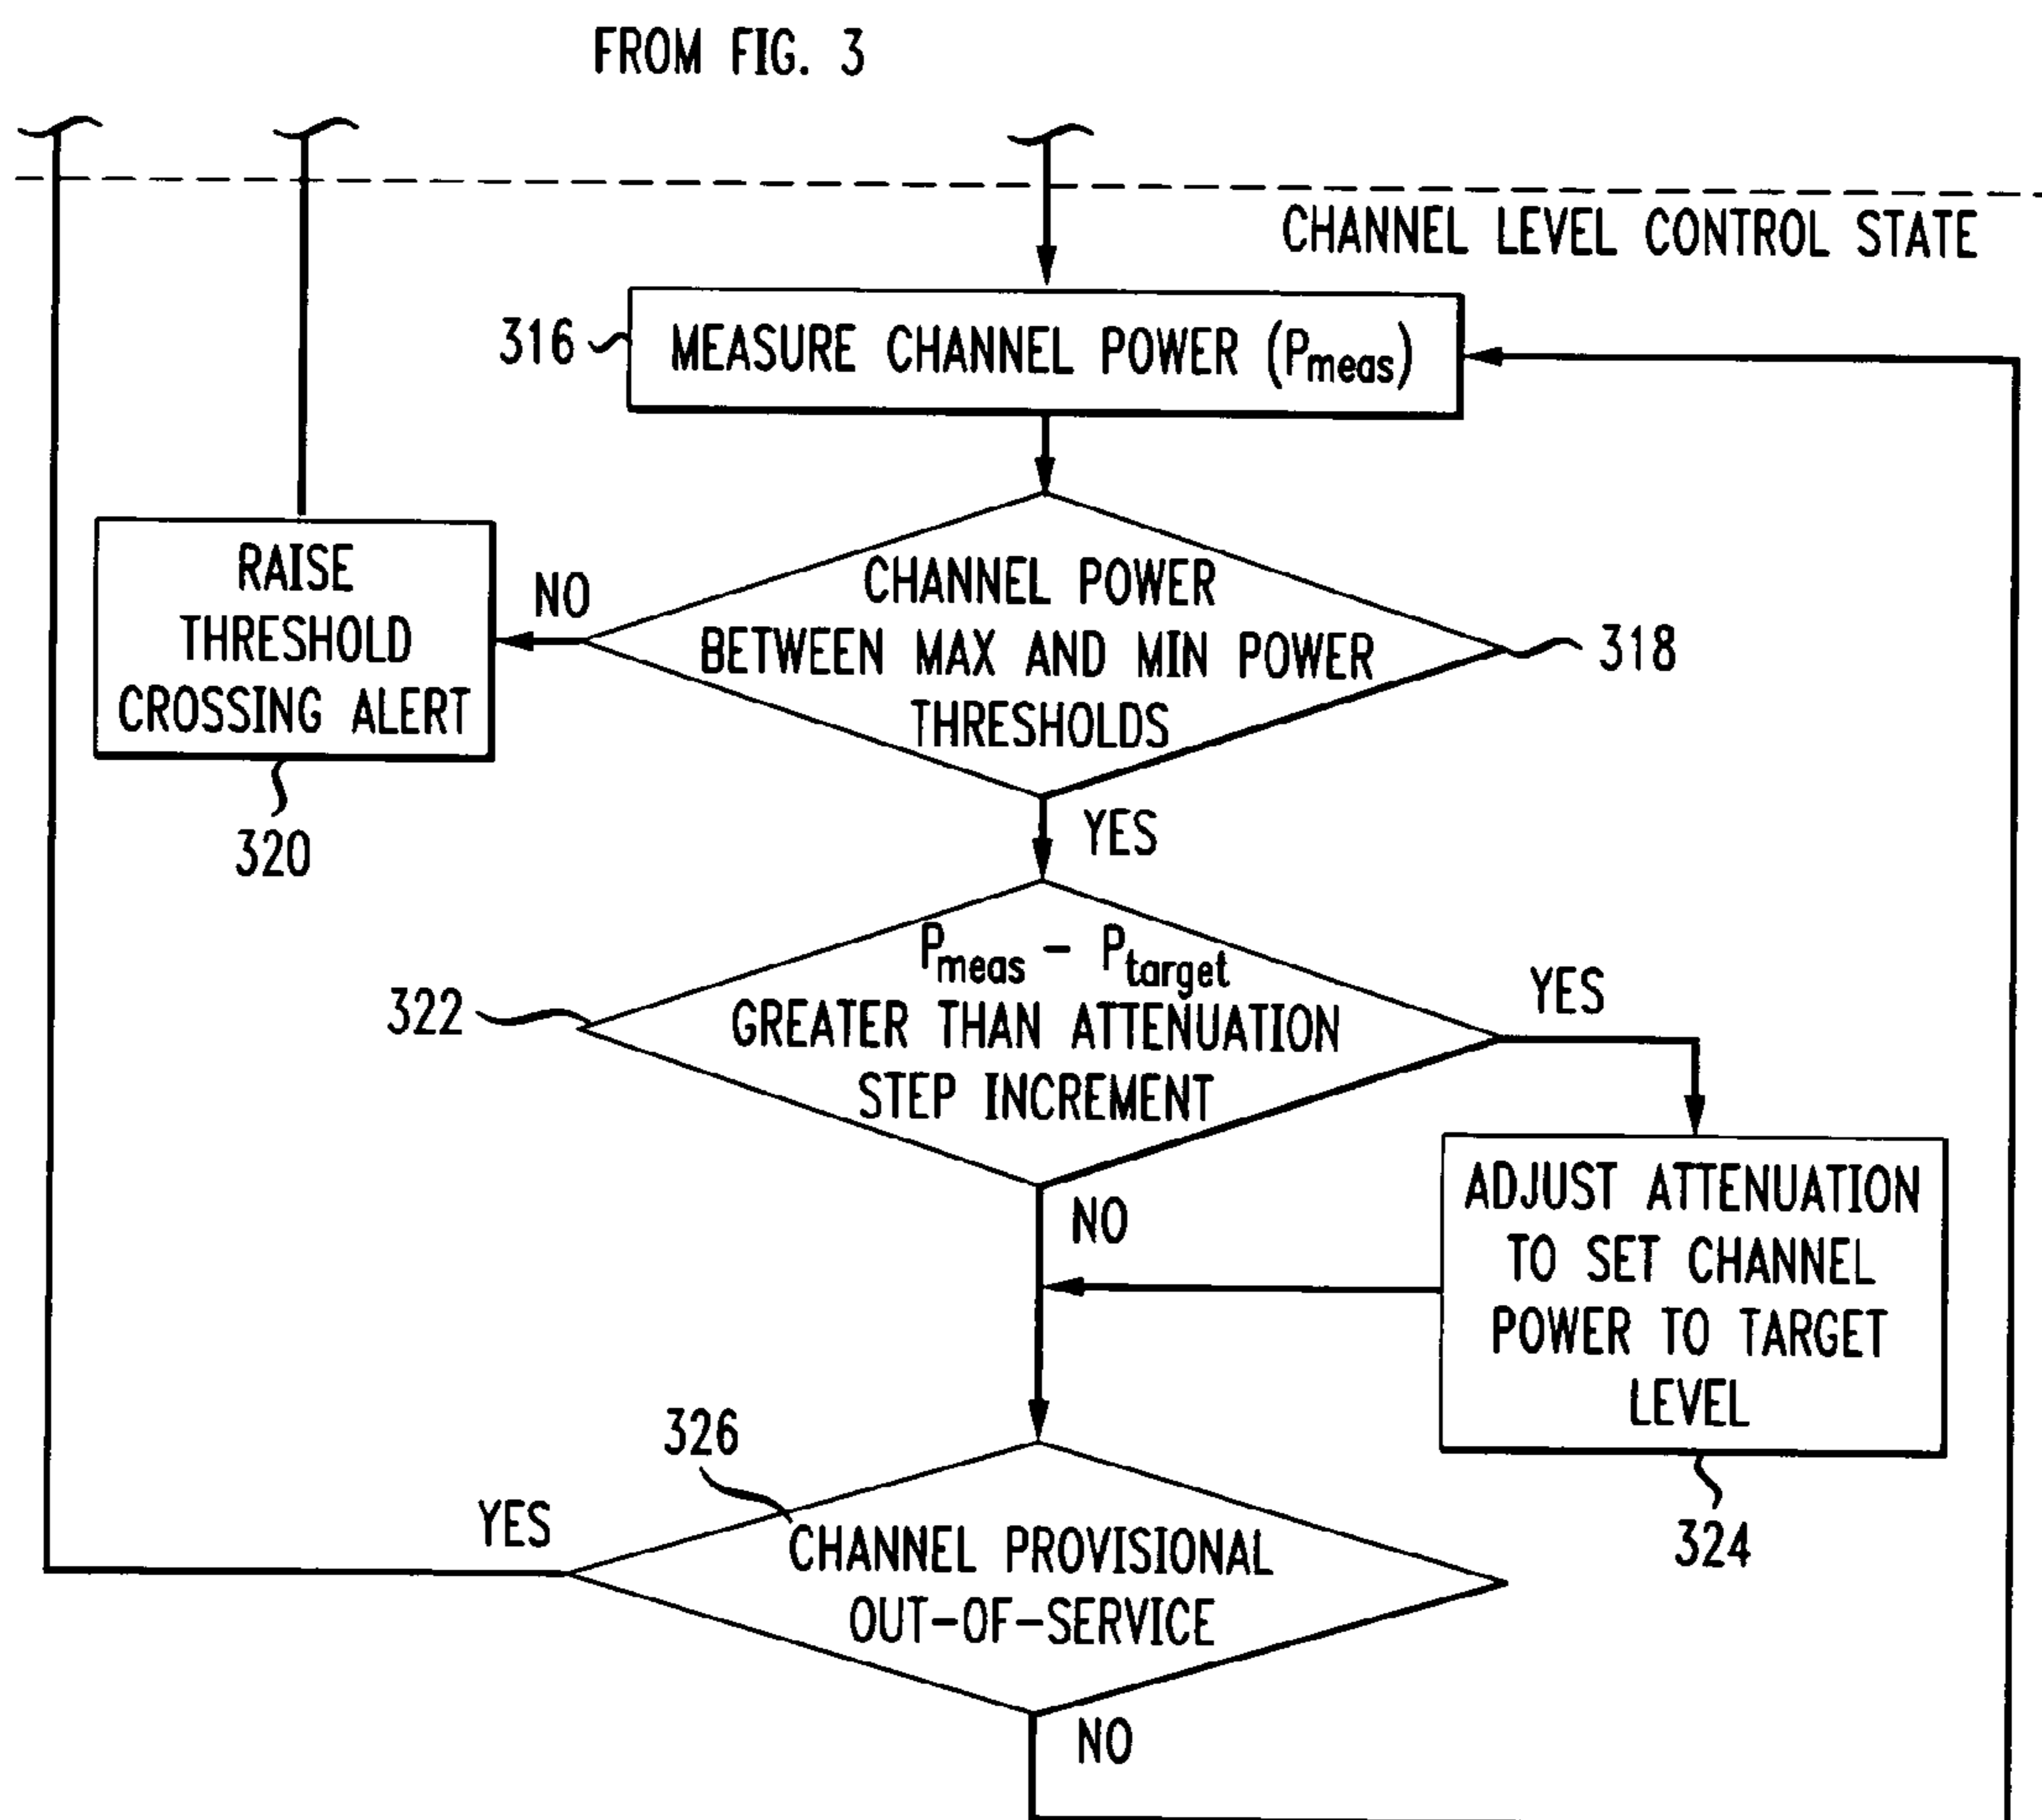 FROM FIG. 3
CHANNEL LEVEL CONTROL STATE
316
MEASURE CHANNEL POWER (Pmeas)
RAISE
THRESHOLD
CROSSING ALERT
320
NO
CHANNEL POWER
BETWEEN MAX AND MIN POWER
THRESHOLDS
318
YES
322
Pmeas - Ptarget
GREATER THAN ATTENUATION
STEP INCREMENT
YES
NO
ADJUST ATTENUATION
TO SET CHANNEL
POWER TO TARGET
LEVEL
324
326
YES
CHANNEL PROVISIONAL
OUT-OF-SERVICE
NO